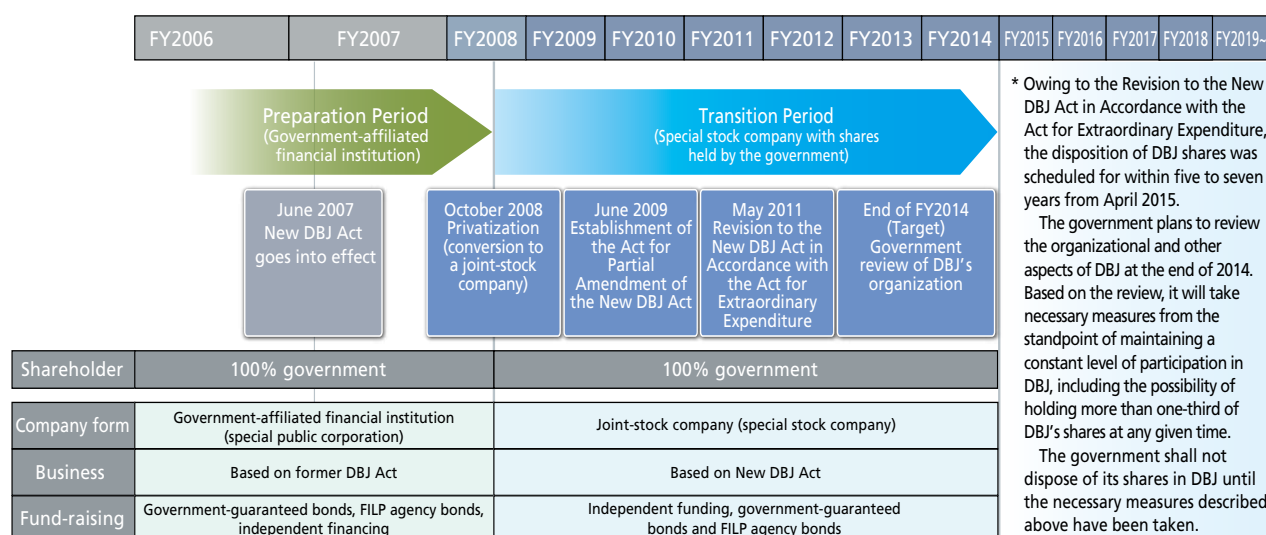 FY2006 FY2007 FY2008 FY2009 FY2010 FY2011 FY2012 FY2013 FY2014 FY2015 FY2016 FY2017 FY2018 FY2019~
Preparation Period
(Government-affiliated
financial institution)
Transition Period
(Special stock company with shares
held by the government)
June 2007
New DBJ Act
goes into effect
October 2008
Privatization
(conversion to
a joint-stock
company)
June 2009
Establishment of
the Act for
Partial
Amendment of
the New DBJ Act
May 2011
Revision to the
New DBJ Act in
Accordance with
the Act for
Extraordinary
Expenditure
End of FY2014
(Target)
Government
review of DBJ's
organization
* Owing to the Revision to the New
DBJ Act in Accordance with the
Act for Extraordinary Expenditure,
the disposition of DBJ shares was
scheduled for within five to seven
years from April 2015.
The government plans to review
the organizational and other
aspects of DBJ at the end of 2014.
Based on the review, it will take
necessary measures from the
standpoint of maintaining a
constant level of participation in
DBJ, including the possibility of
holding more than one-third of
DBJ's shares at any given time.
The government shall not
dispose of its shares in DBJ until
the necessary measures described
above have been taken.
Shareholder 100% government 100% government
Company form
Government-affiliated financial institution
(special public corporation)
Joint-stock company (special stock company)
Business Based on former DBJ Act Based on New DBJ Act
Fund-raising
Government-guaranteed bonds, FILP agency bonds,
independent financing
Independent funding, government-guaranteed
bonds and FILP agency bonds